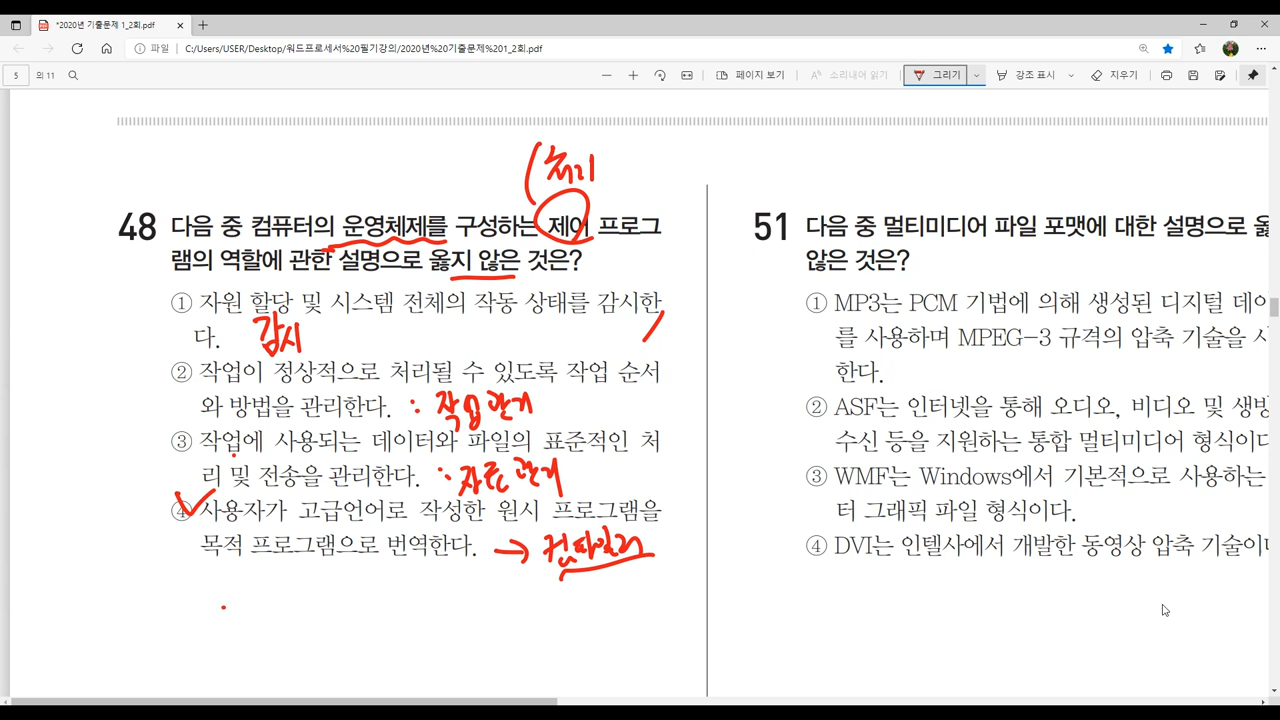 *2020년 기출문제 1_2회.pdf
파일 C:/Users/USER/Desktop/워드프로세서%20필기강의/2020년%20기출문제%201_2회.pdf
5 의 11 페이지 보기 소리내어 읽기 그리기 강조 표시 지우기
처리
48 다음 중 컴퓨터의 운영체제를 구성하는 제어 프로그
램의 역할에 관한 설명으로 옳지 않은 것은?
① 자원 할당 및 시스템 전체의 작동 상태를 감시한
다. 감시
② 작업이 정상적으로 처리될 수 있도록 작업 순서
와 방법을 관리한다. : 작업관리
③ 작업에 사용되는 데이터와 파일의 표준적인 처
리 및 전송을 관리한다. : 자료관리
④ 사용자가 고급언어로 작성한 원시 프로그램을
목적 프로그램으로 번역한다. → 컴파일러
51 다음 중 멀티미디어 파일 포맷에 대한 설명으로
않은 것은?
① MP3는 PCM 기법에 의해 생성된 디지털 데이
를 사용하며 MPEG-3 규격의 압축 기술을
한다.
② ASF는 인터넷을 통해 오디오, 비디오 및 생방
수신 등을 지원하는 통합 멀티미디어 형식이다
③ WMF는 Windows에서 기본적으로 사용하는
터 그래픽 파일 형식이다.
④ DVI는 인텔사에서 개발한 동영상 압축 기술이다